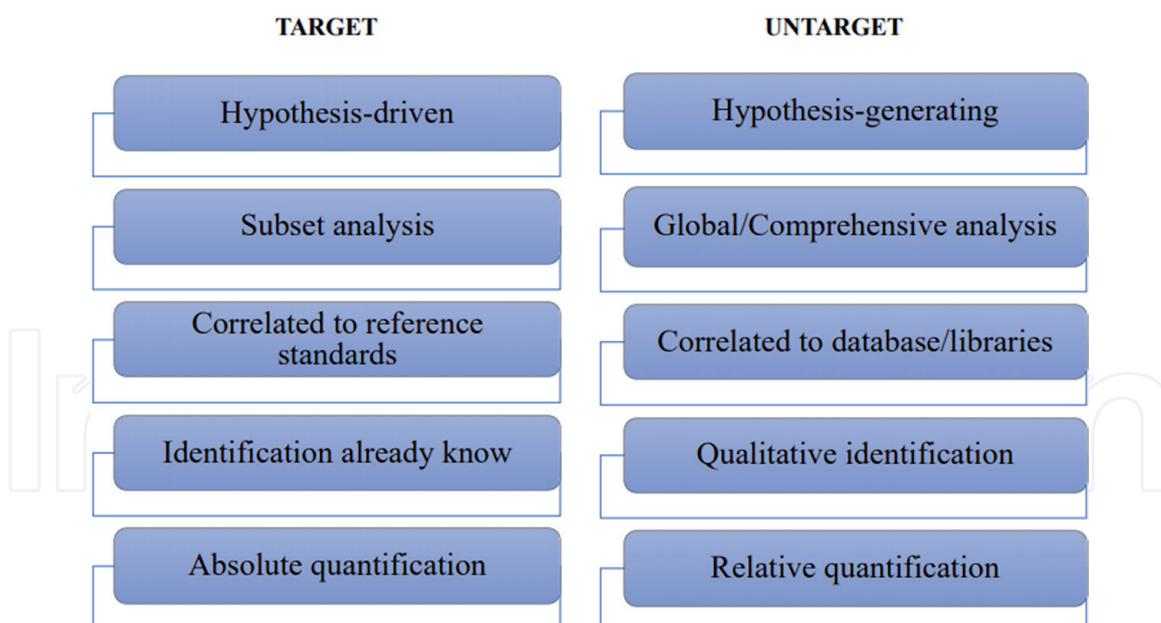 TARGET
Hypothesis-driven
Subset analysis
Correlated to reference
standards
Identification already know
Absolute quantification
UNTARGET
Hypothesis-generating
Global/Comprehensive analysis
Correlated to database/libraries
Qualitative identification
Relative quantification